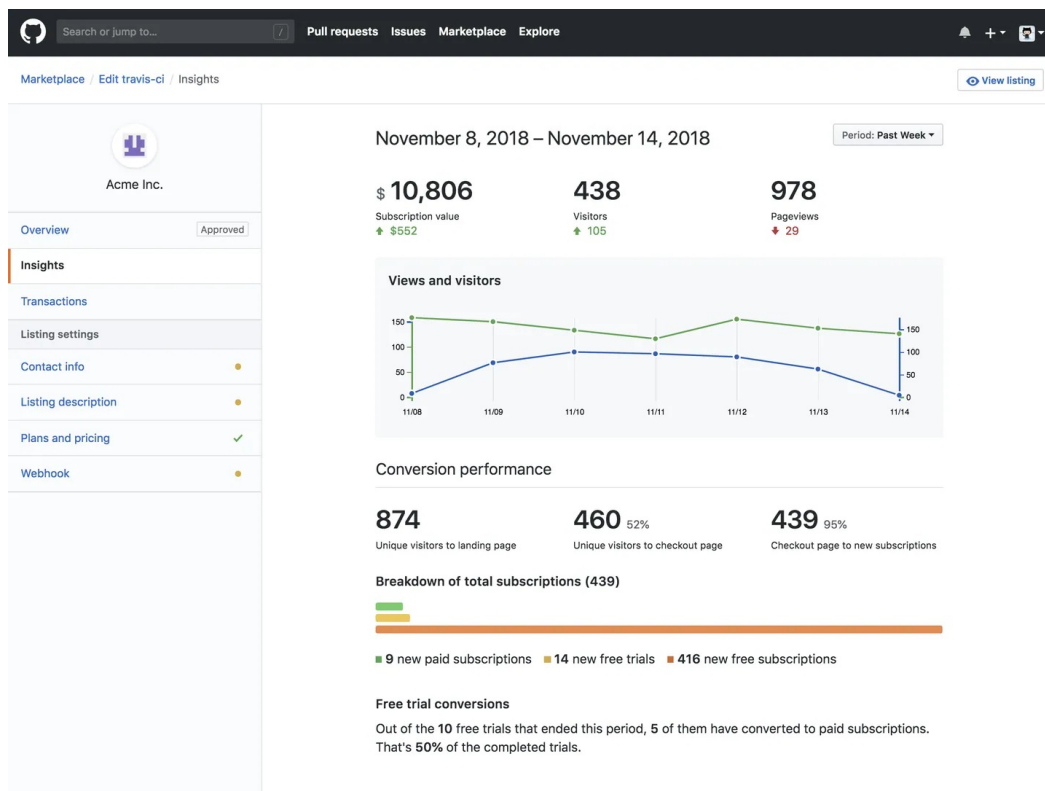 Search or jump to... /
Pull requests Issues Marketplace Explore
Marketplace / Edit travis-ci / Insights
View listing
Acme Inc.
Overview Approved
Insights
Transactions
Listing settings
Contact info
Listing description
Plans and pricing
Webhook
November 8, 2018 – November 14, 2018
Period: Past Week
$ 10,806
Subscription value
$552
438
Visitors
105
978
Pageviews
29
Views and visitors
150
100
50
0
150
100
50
0
11/08 11/09 11/10 11/11 11/12 11/13 11/14
Conversion performance
874
Unique visitors to landing page
460 52%
Unique visitors to checkout page
439 95%
Checkout page to new subscriptions
Breakdown of total subscriptions (439)
9 new paid subscriptions 14 new free trials 416 new free subscriptions
Free trial conversions
Out of the 10 free trials that ended this period, 5 of them have converted to paid subscriptions.
That's 50% of the completed trials.